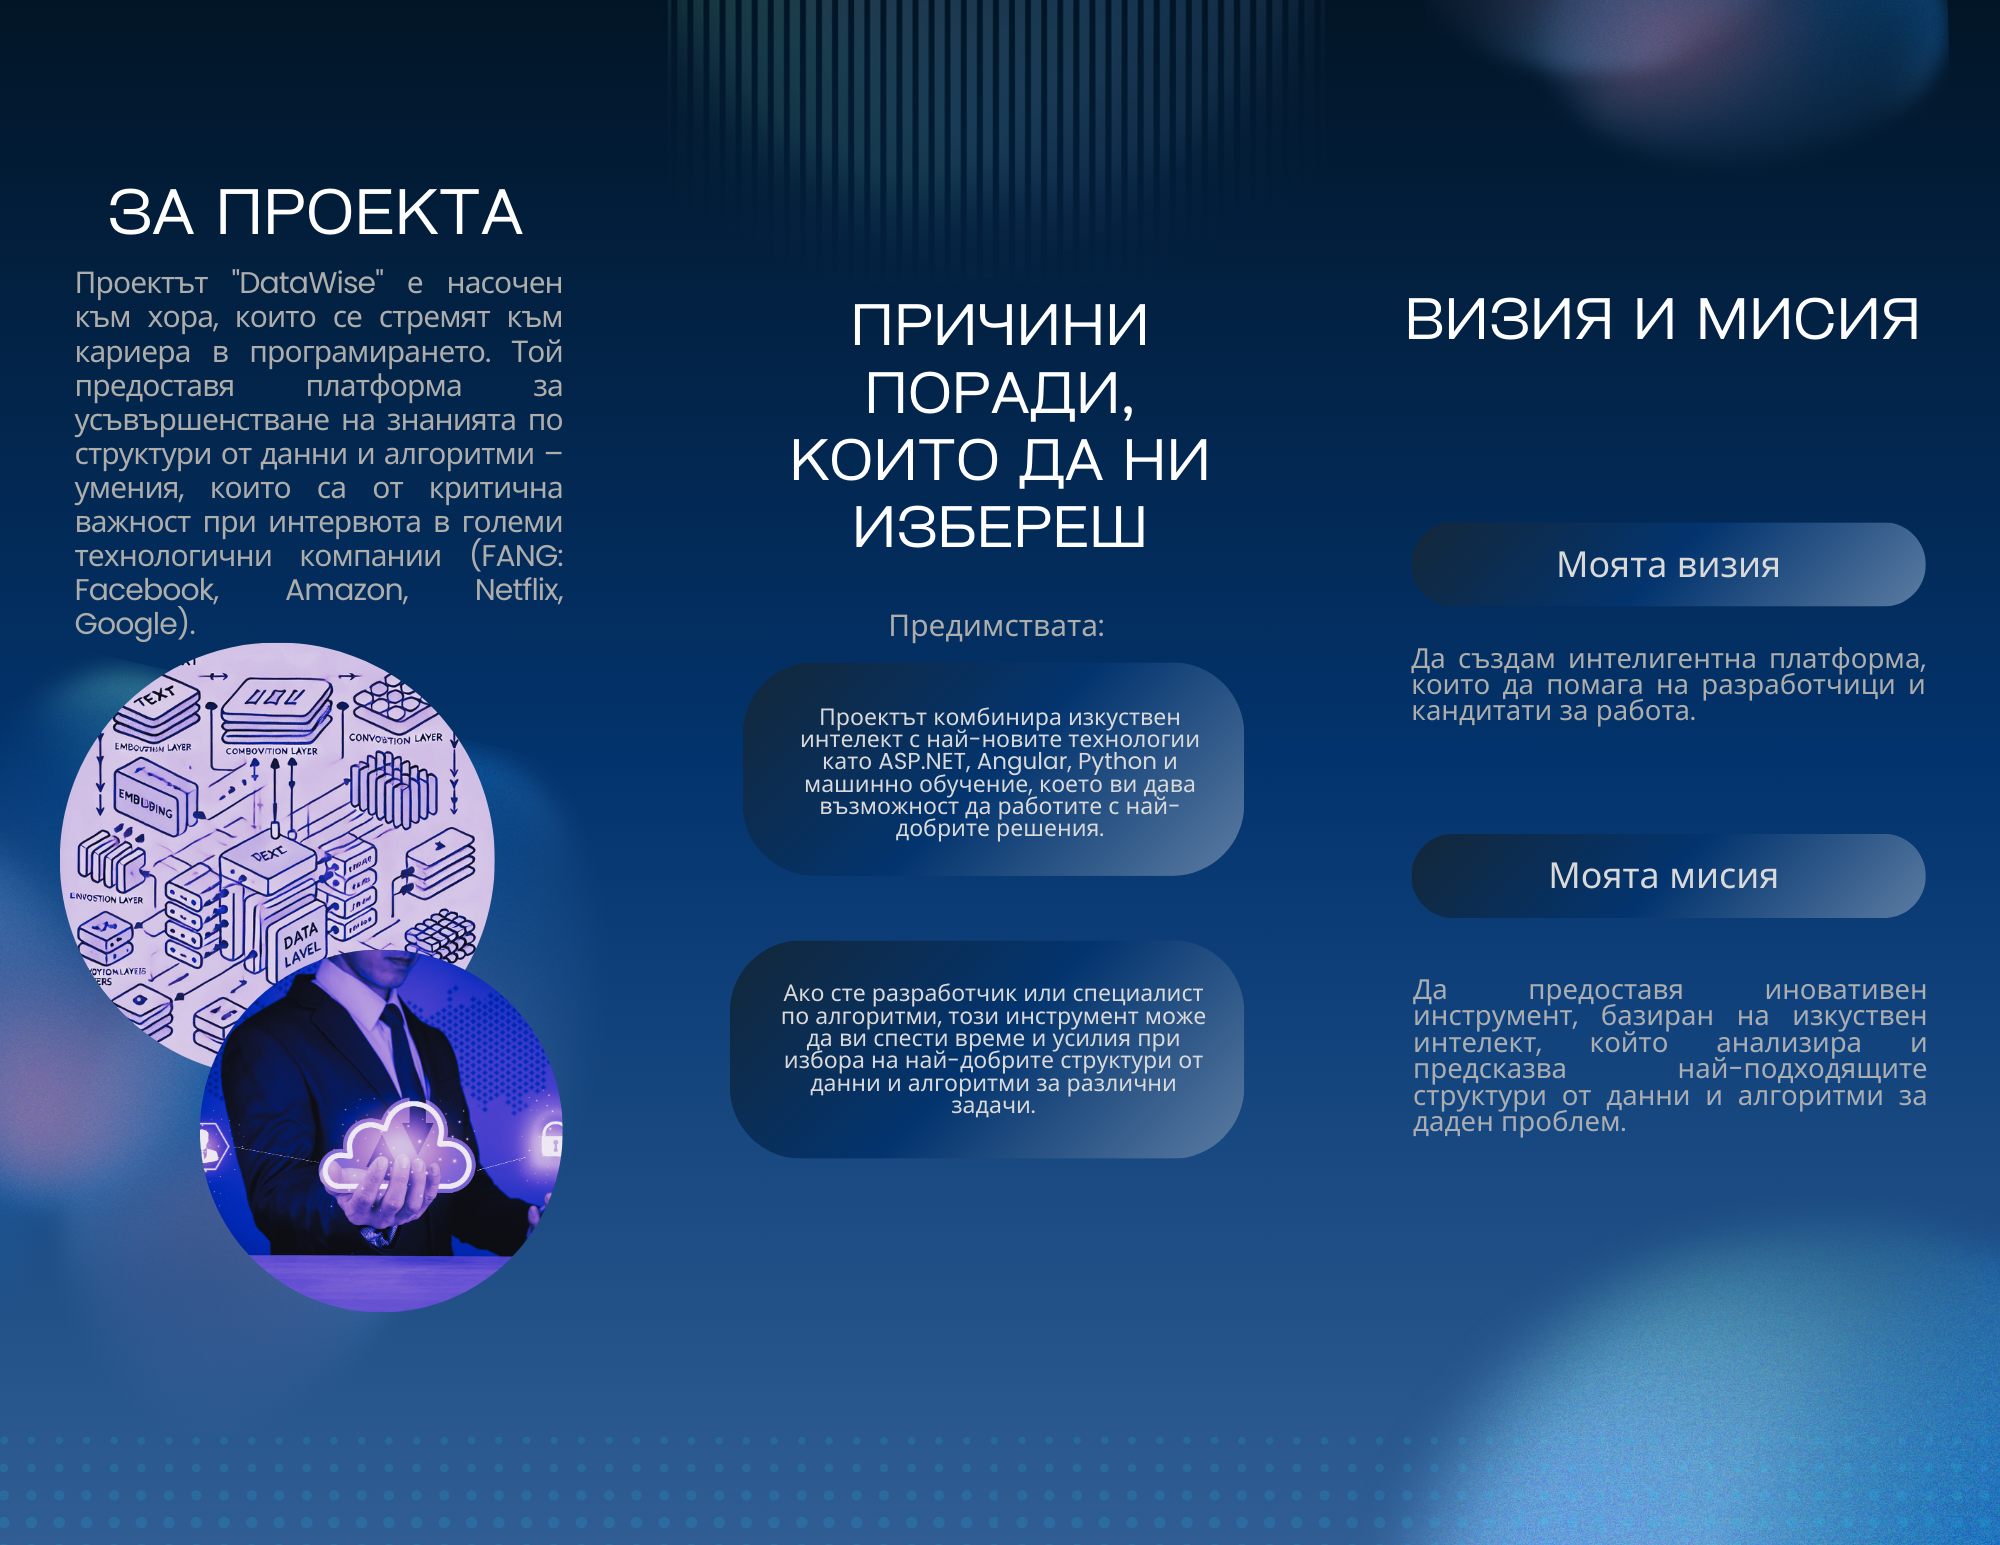 ЗА ПРОЕКТА
Проектът "DataWise" е насочен
към хора, които се стремят към
кариера в програмирането. Той
предоставя платформа за
усъвършенстване на знанията по
структури от данни и алгоритми –
умения, които са от критична
важност при интервюта в големи
технологични компании (FANG:
Facebook, Amazon, Netflix,
Google).
TEXT
EMBOVTION LAYER
COMBOVTION LAYER
CONVOSTION LAYER
EMBLBING
DEXT
ENVOSTION LAYER
DATA
LAVEL
ПРИЧИНИ
ПОРАДИ,
КОИТО ДА НИ
ИЗБЕРЕШ
Предимствата:
Проектът комбинира изкуствен
интелект с най-новите технологии
като ASP.NET, Angular, Python и
машинно обучение, което ви дава
възможност да работите с най-
добрите решения.
Ако сте разработчик или специалист
по алгоритми, този инструмент може
да ви спести време и усилия при
избора на най-добрите структури от
данни и алгоритми за различни
задачи.
ВИЗИЯ И МИСИЯ
Моята визия
Да създам интелигентна платформа,
които да помага на разработчици и
кандитати за работа.
Моята мисия
Да предоставя иновативен
инструмент, базиран на изкуствен
интелект, който анализира и
предсказва най-подходящите
структури от данни и алгоритми за
даден проблем.